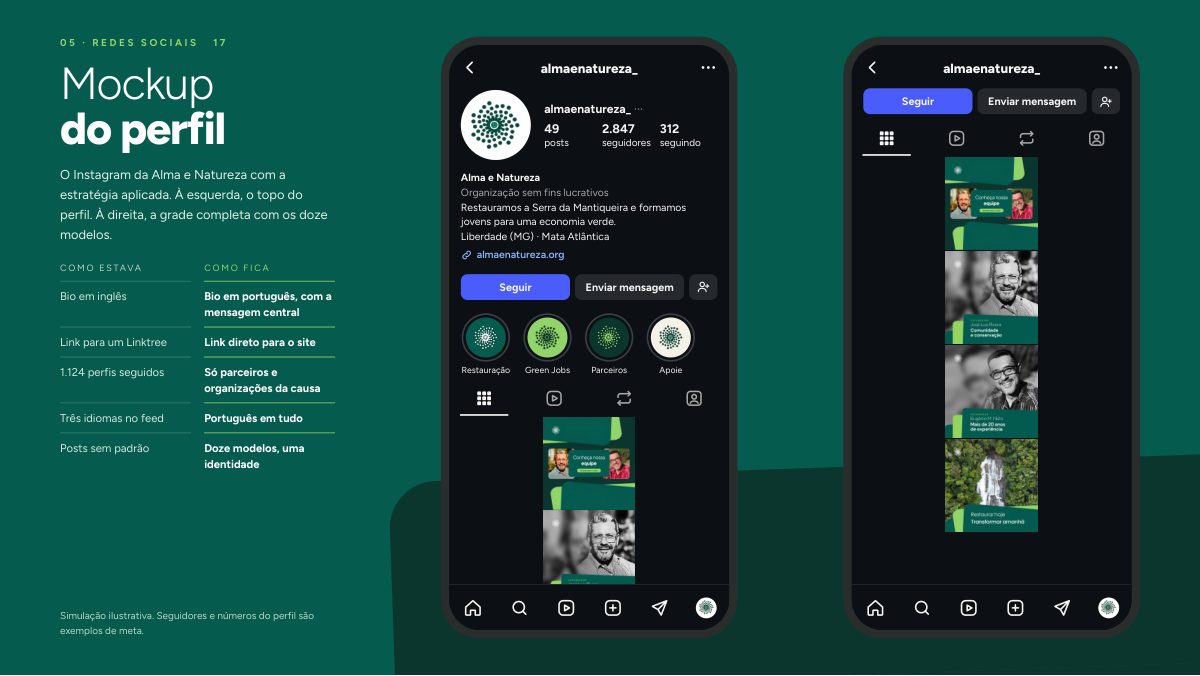 05 · REDES SOCIAIS 17
Mockup
do perfil
O Instagram da Alma e Natureza com a
estratégia aplicada. À esquerda, o topo do
perfil. À direita, a grade completa com os doze
modelos.
COMO ESTAVA
COMO FICA
Bio em inglês
Bio em português, com a
mensagem central
Link para um Linktree
Link direto para o site
1.124 perfis seguidos
Só parceiros e
organizações da causa
Três idiomas no feed
Português em tudo
Posts sem padrão
Doze modelos, uma
identidade
Simulação ilustrativa. Seguidores e números do perfil são
exemplos de meta.
almaenatureza_
almaenatureza_ ...
49
2.847
312
posts
seguidores
seguindo
Alma e Natureza
Organização sem fins lucrativos
Restauramos a Serra da Mantiqueira e formamos
jovens para uma economia verde.
Liberdade (MG) · Mata Atlântica
almaenatureza.org
Seguir
Enviar mensagem
Restauração
Green Jobs
Parceiros
Apoie
Conheça nossa
equipe
almaenatureza_
Seguir
Enviar mensagem
Conheça nossa
equipe
Comunidade
e conservação
Mais de 20 anos
de experiência
Restaurar hoje
Transformar amanhã